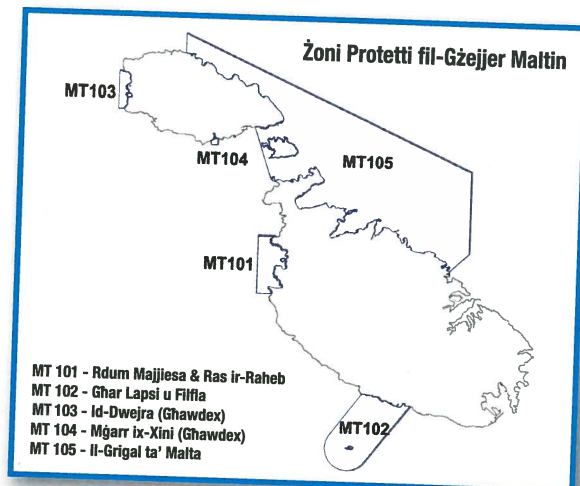 Żoni Protetti fil-Gżejjer Maltin
MT103
MT104
MT105
MT101
MT102
MT 101 - Rdum Majjiesa & Ras ir-Raheb
MT 102 - Għar Lapsi u Filfla
MT 103 - Id-Dwejra (Għawdex)
MT 104 - Mġarr ix-Xini (Għawdex)
MT 105 - Il-Grigal ta' Malta